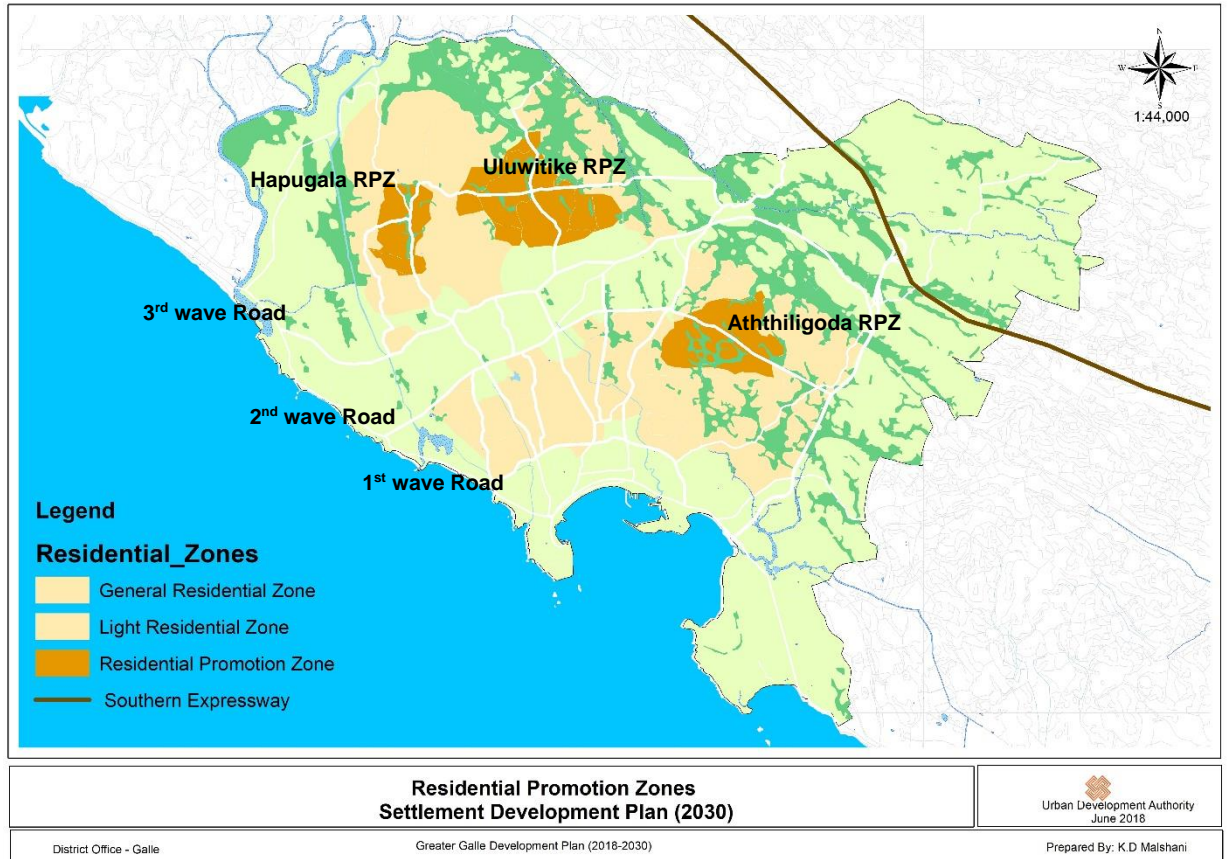 N
W E
S
1:44,000
Uluwitike RPZ
Hapugala RPZ
3rd wave Road
Aththiligoda RPZ
2nd wave Road
1st wave Road
Legend
Residential_Zones
General Residential Zone
Light Residential Zone
Residential Promotion Zone
Southern Expressway
Residential Promotion Zones
Settlement Development Plan (2030)
Urban Development Authority
June 2018
District Office - Galle
Greater Galle Development Plan (2018-2030)
Prepared By: K.D Malshani